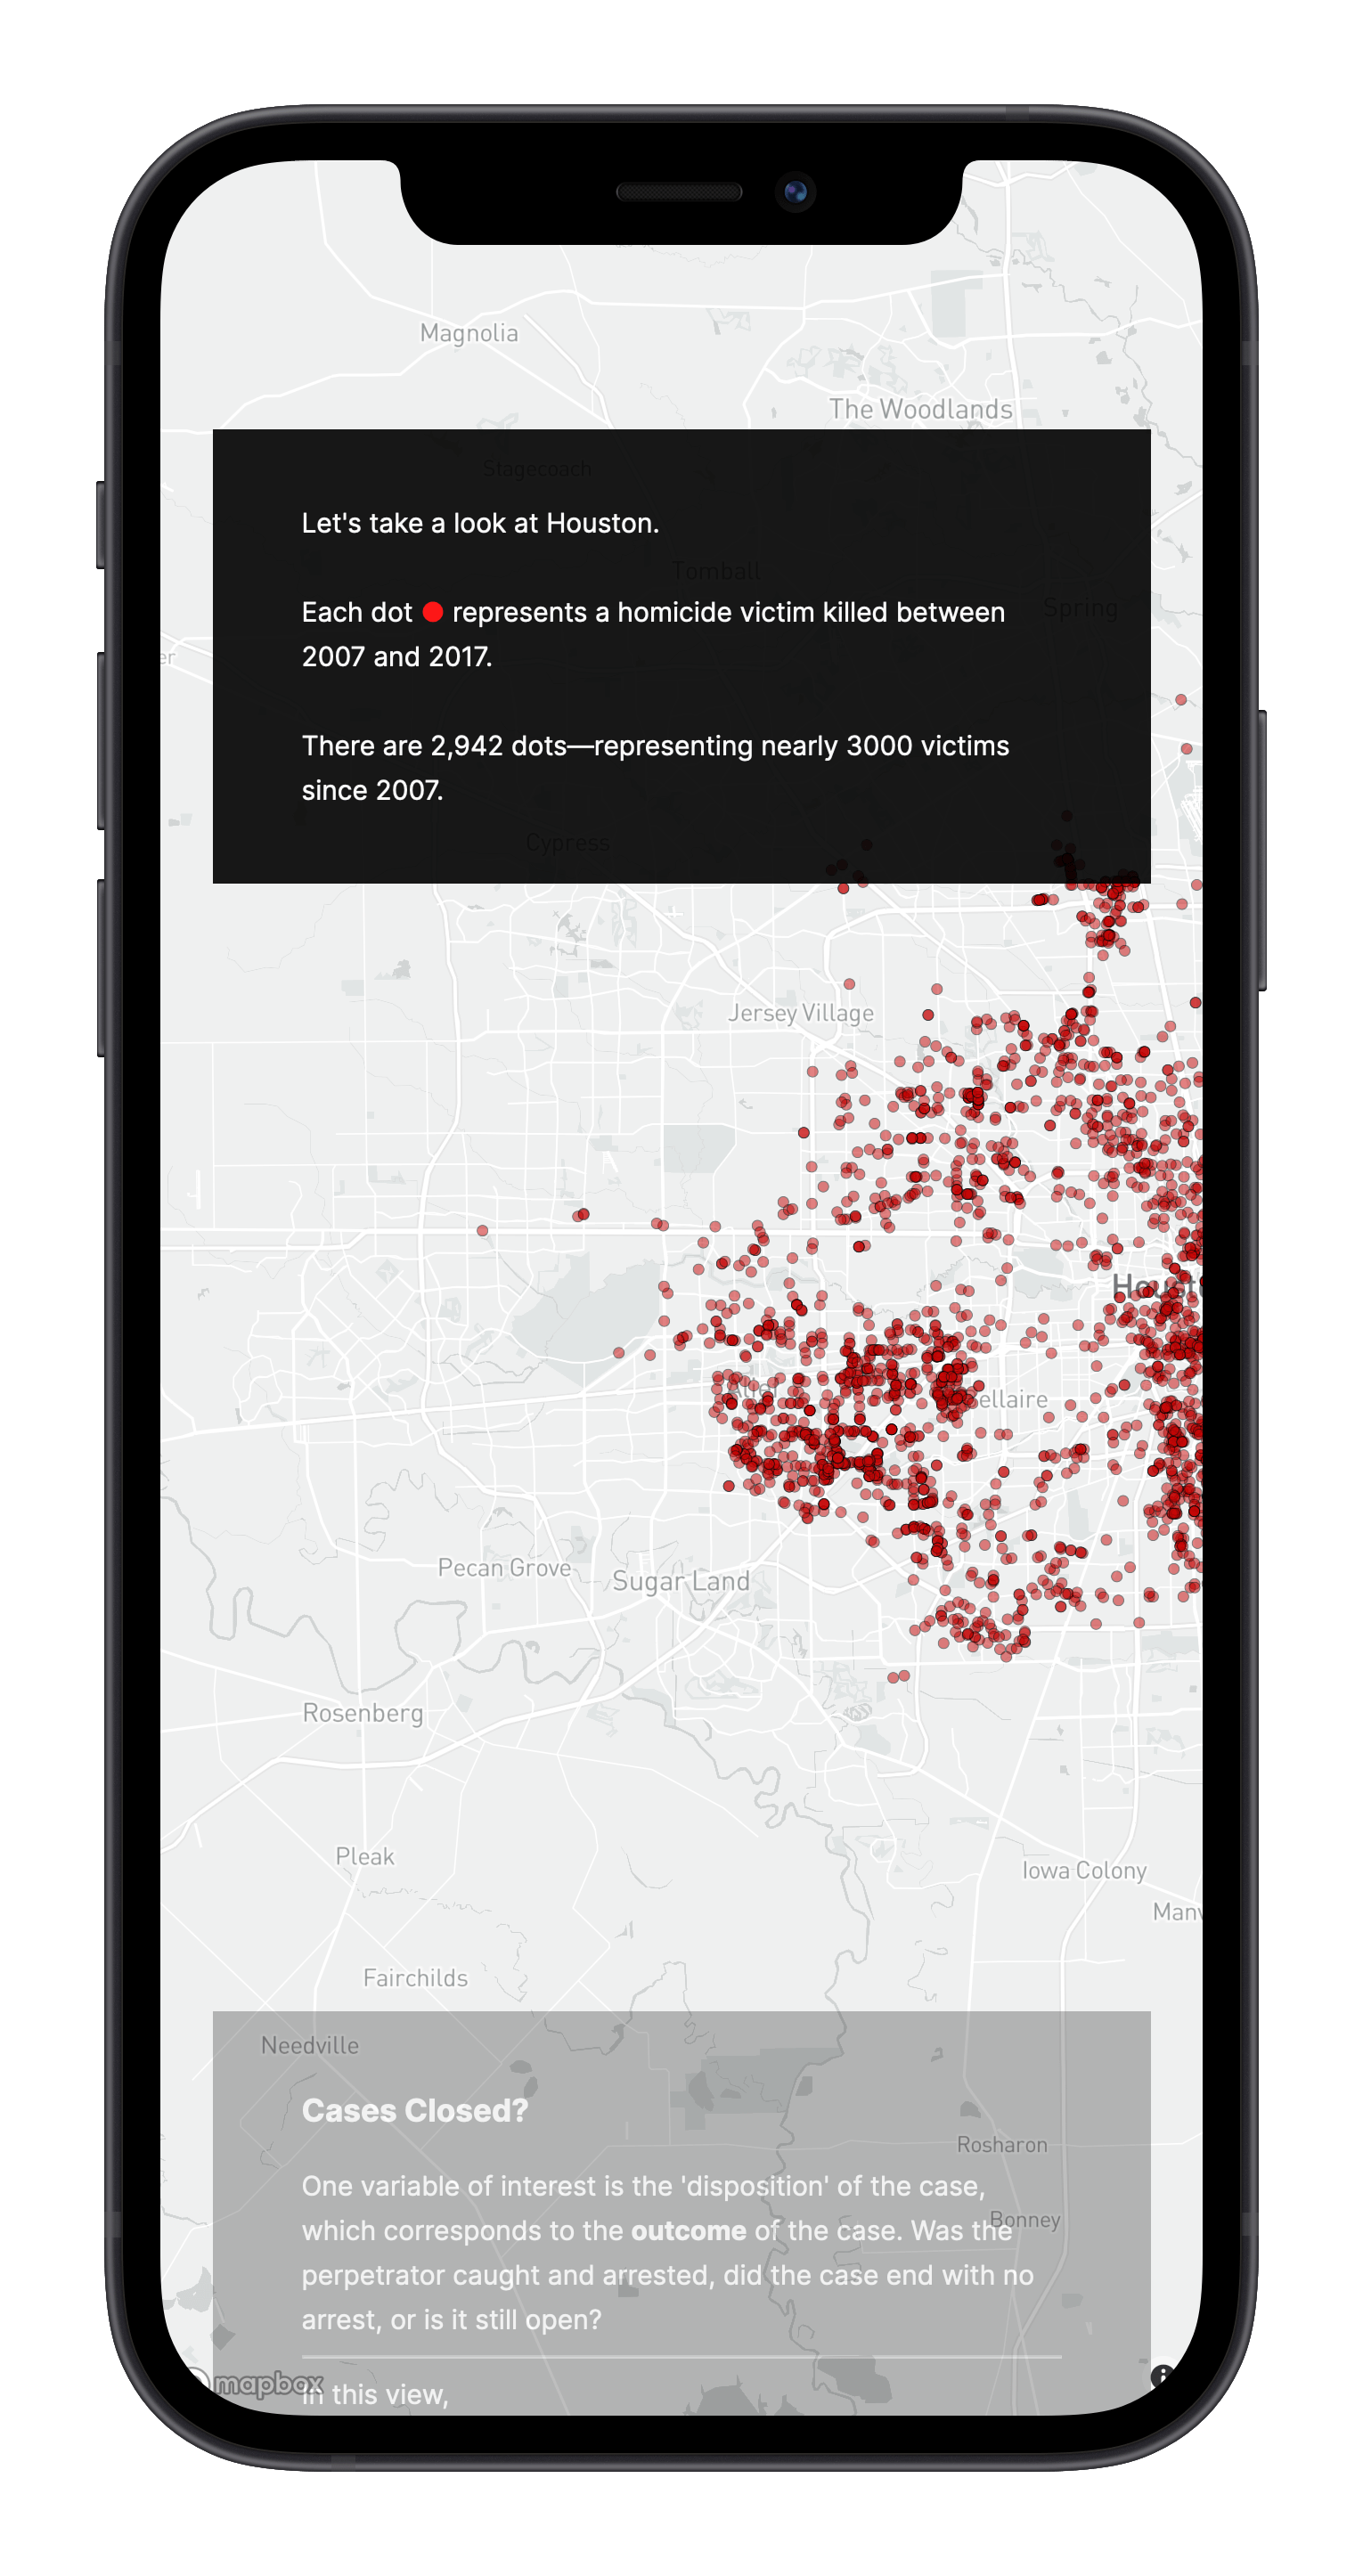 Magnolia
The Woodlands
Stagecoach
Let's take a look at Houston.
Tomball
Each dot represents a homicide victim killed between
Spring
2007 and 2017.
There are 2,942 dots—representing nearly 3000 victims
since 2007.
Cypress
Jersey Village
Pecan Grove
Sugar Land
Rosenberg
Pleak
Iowa Colony
Fairchilds
Needville
Cases Closed?
Rosharon
One variable of interest is the 'disposition' of the case,
Bonney
which corresponds to the outcome of the case. Was the
perpetrator caught and arrested, did the case end with no
arrest, or is it still open?
mapbox
In this view,